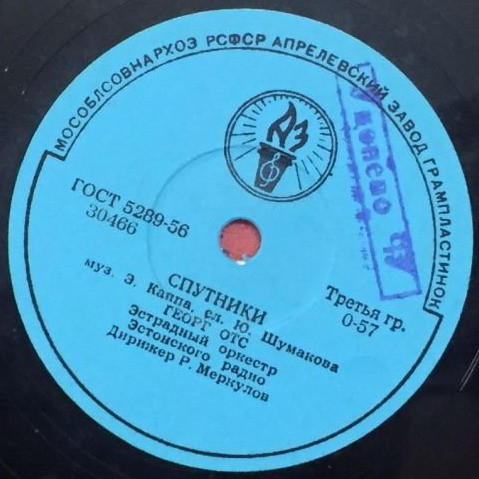 МОСОБЛСОВНАРХОЗ РСФСР АПРЕЛЕВСКИЙ ЗАВОД ГРАМПЛАСТИНОК
АЗ
ГОСТ 5289-56
30466
СПУТНИКИ
муз. Э. Каппа, сл. Ю. Шумакова
ГЕОРГ ОТС
Эстрадный оркестр
Эстонского радио
Дирижер Р. Меркулов
Третья гр.
0-57